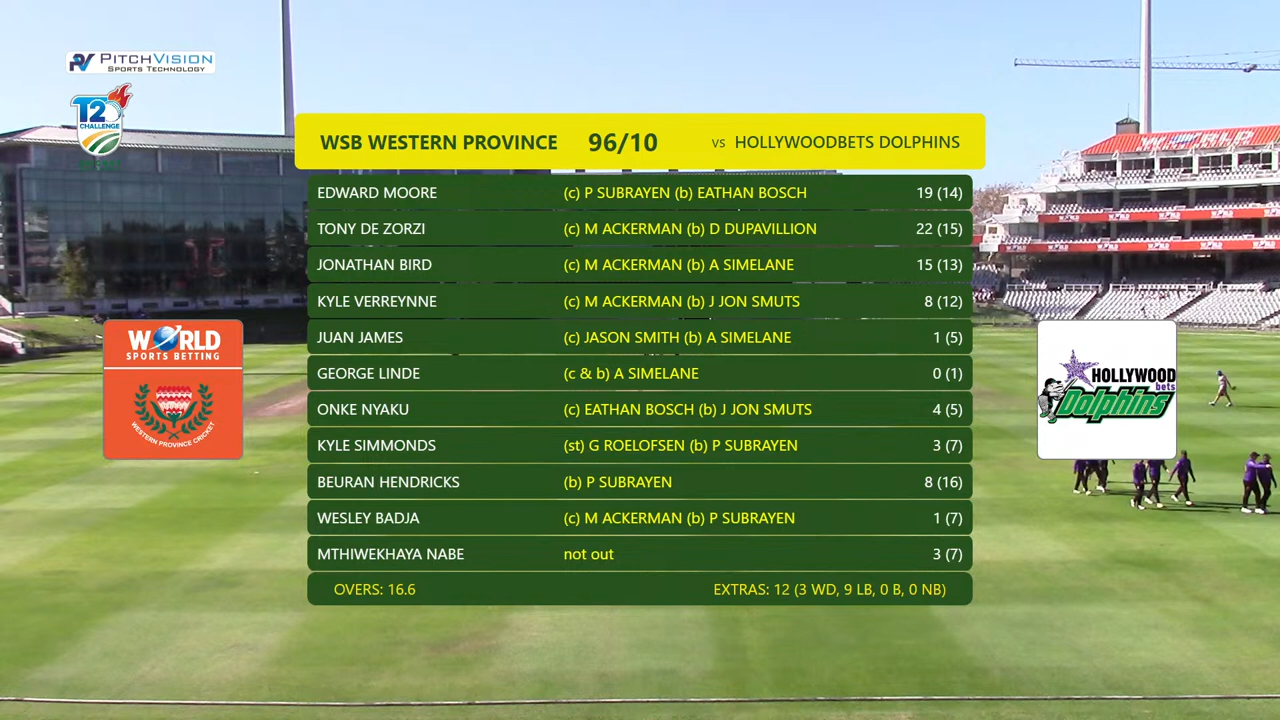 PITCHVISION
SPORTS TECHNOLOGY
T20
CHALLENGE
WSB WESTERN PROVINCE 96/10 vs HOLLYWOODBETS DOLPHINS
EDWARD MOORE (c) P SUBRAYEN (b) EATHAN BOSCH 19 (14)
TONY DE ZORZI (c) M ACKERMAN (b) D DUPAVILLION 22 (15)
JONATHAN BIRD (c) M ACKERMAN (b) A SIMELANE 15 (13)
KYLE VERREYNNE (c) M ACKERMAN (b) J JON SMUTS 8 (12)
JUAN JAMES (c) JASON SMITH (b) A SIMELANE 1 (5)
GEORGE LINDE (c & b) A SIMELANE 0 (1)
ONKE NYAKU (c) EATHAN BOSCH (b) J JON SMUTS 4 (5)
KYLE SIMMONDS (st) G ROELOFSEN (b) P SUBRAYEN 3 (7)
BEURAN HENDRICKS (b) P SUBRAYEN 8 (16)
WESLEY BADJA (c) M ACKERMAN (b) P SUBRAYEN 1 (7)
MTHIWEKHAYA NABE not out 3 (7)
OVERS: 16.6 EXTRAS: 12 (3 WD, 9 LB, 0 B, 0 NB)
WORLD
SPORTS BETTING
WESTERN PROVINCE CRICKET
HOLLYWOOD
bets
Dolphins